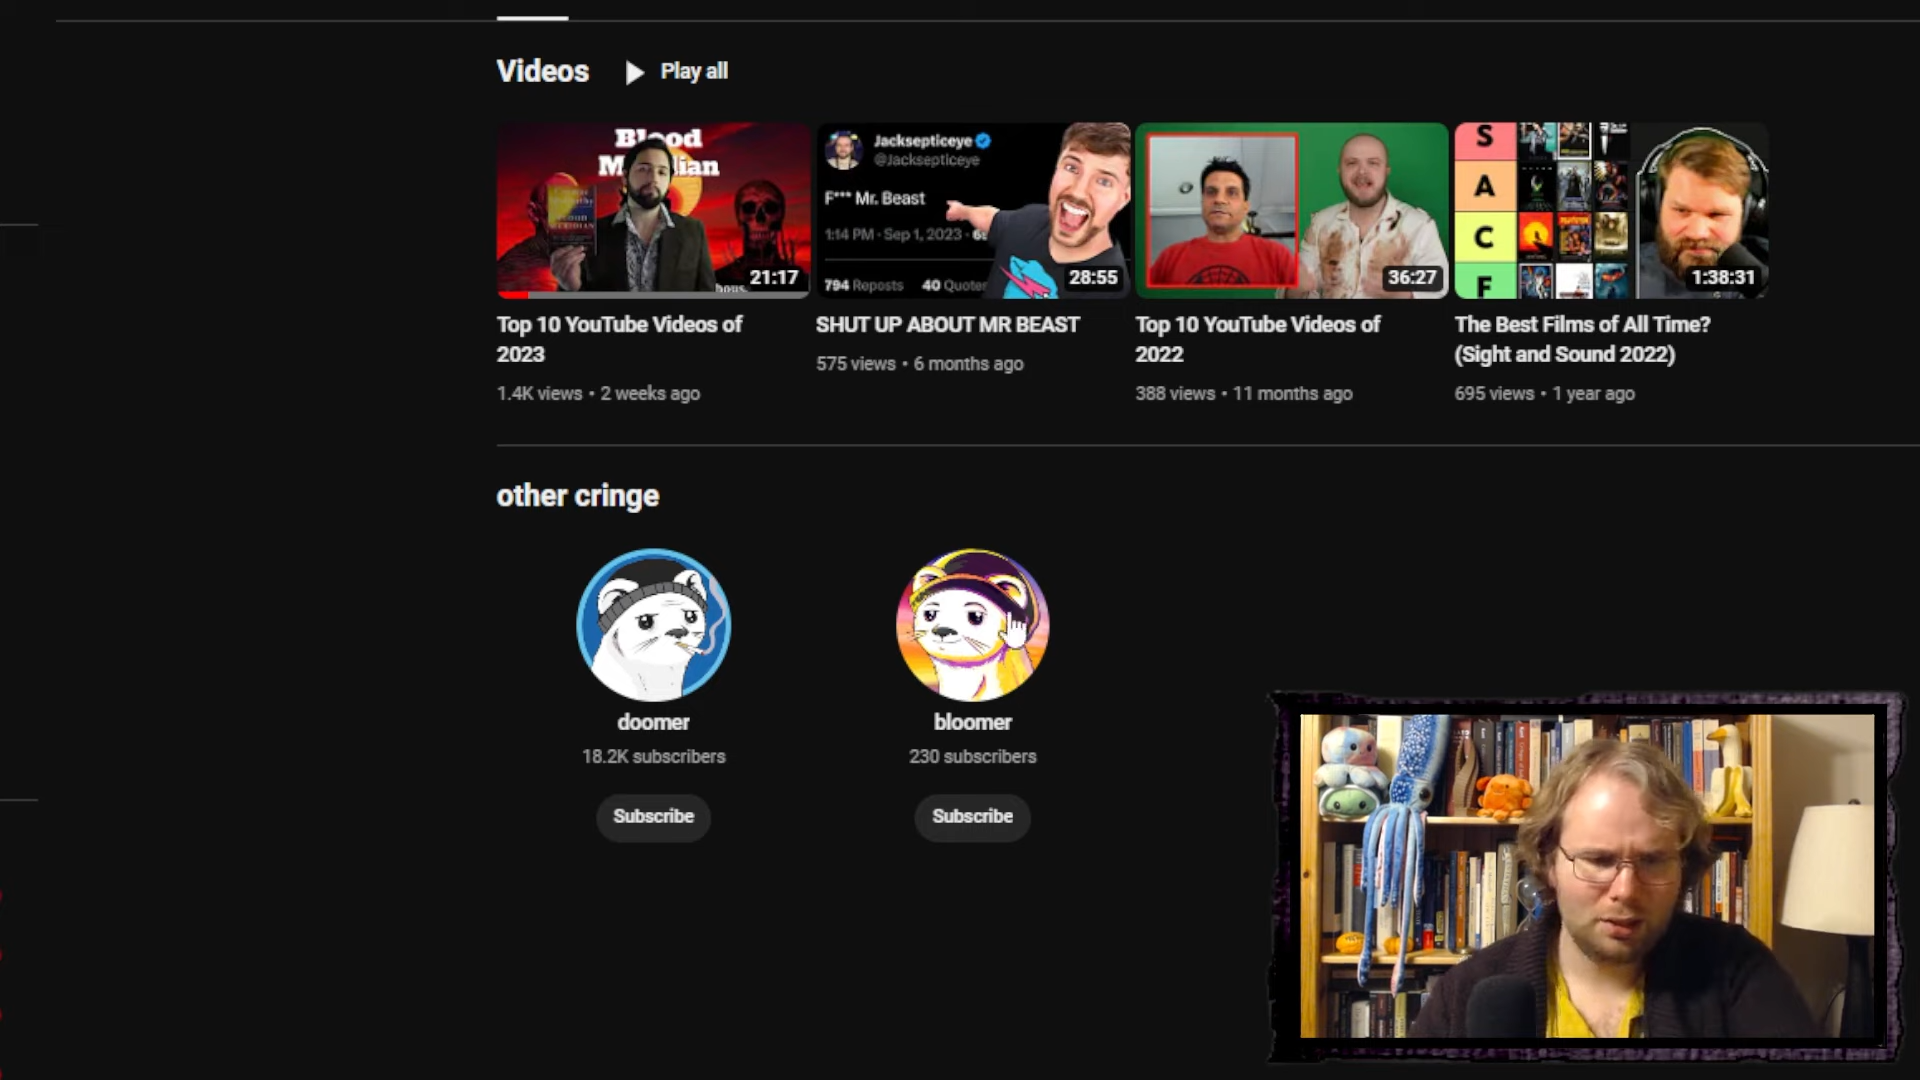 Videos
Play all
Blood
M lian
21:17
Jacksepticeye
@Jacksepticeye
F*** Mr. Beast
1:14 PM · Sep 1, 2023 ·
794 Reposts 40 Quotes
28:55
36:27
S
A
C
F
1:38:31
Top 10 YouTube Videos of
2023
1.4K views • 2 weeks ago
SHUT UP ABOUT MR BEAST
575 views • 6 months ago
Top 10 YouTube Videos of
2022
388 views • 11 months ago
The Best Films of All Time?
(Sight and Sound 2022)
695 views • 1 year ago
other cringe
doomer
18.2K subscribers
Subscribe
bloomer
230 subscribers
Subscribe